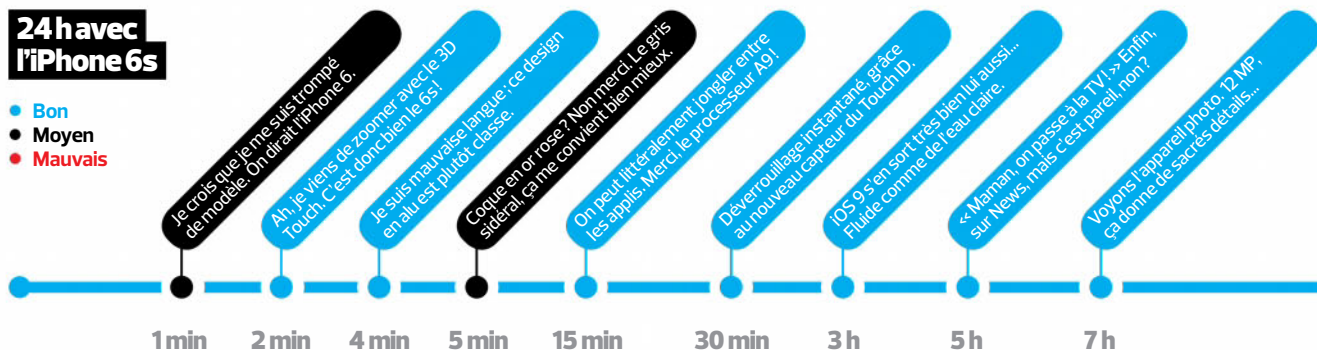 24 h avec
l'iPhone 6s
Bon
Moyen
Mauvais
Je crois que je me suis trompé
de modèle. On dirait l'iPhone 6.
Ah, je viens de zoomer avec le 3D
Touch. C'est donc bien le 6s !
Je suis mauvaise langue ; ce design
en alu est plutôt classe.
Coque en or rose ? Non merci. Le gris
sidéral, ça me convient bien mieux.
On peut littéralement jongler entre
les applis. Merci, le processeur A9 !
Déverrouillage instantané, grâce
au nouveau capteur du Touch ID.
iOS 9 s'en sort très bien lui aussi...
Fluide comme de l'eau claire.
« Maman, on passe à la TV ! » Enfin,
sur News, mais c'est pareil, non ?
Voyons l'appareil photo. 12 MP,
ça donne de sacrés détails...
1 min
2 min
4 min
5 min
15 min
30 min
3 h
5 h
7 h